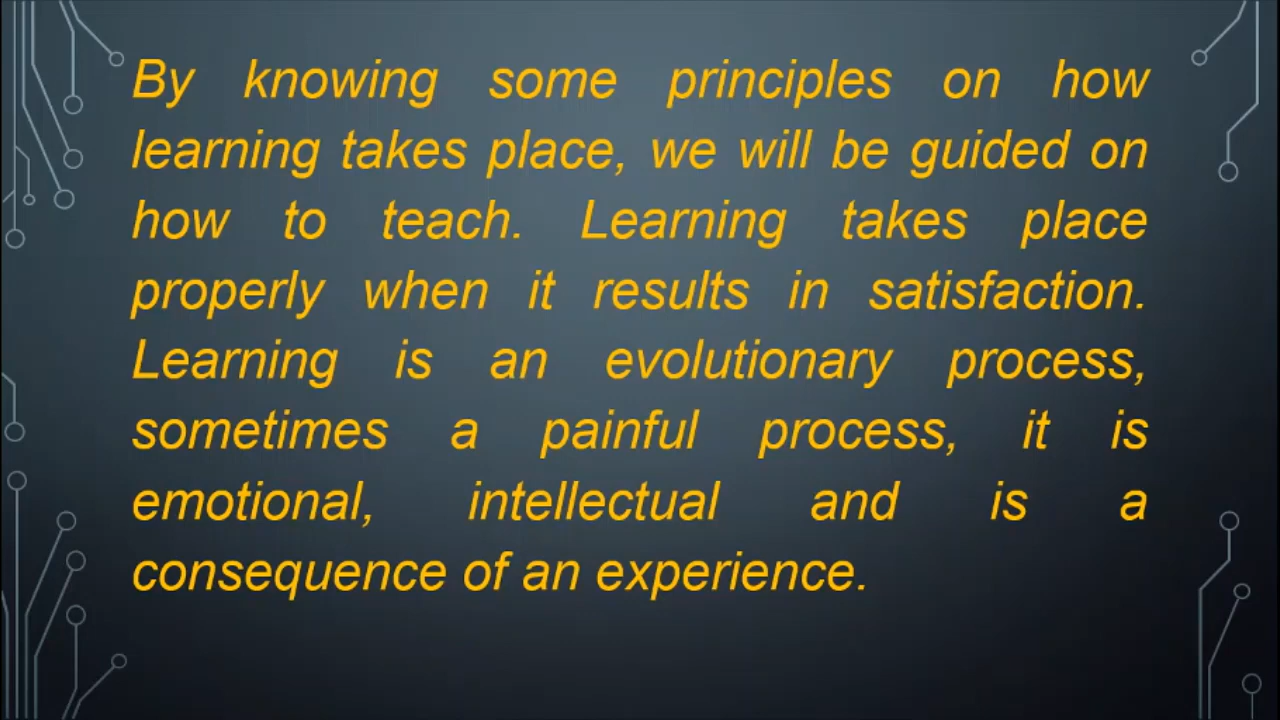 By knowing some principles on how
learning takes place, we will be guided on
how to teach. Learning takes place
properly when it results in satisfaction.
Learning is an evolutionary process,
sometimes a painful process, it is
emotional, intellectual and is a
consequence of an experience.